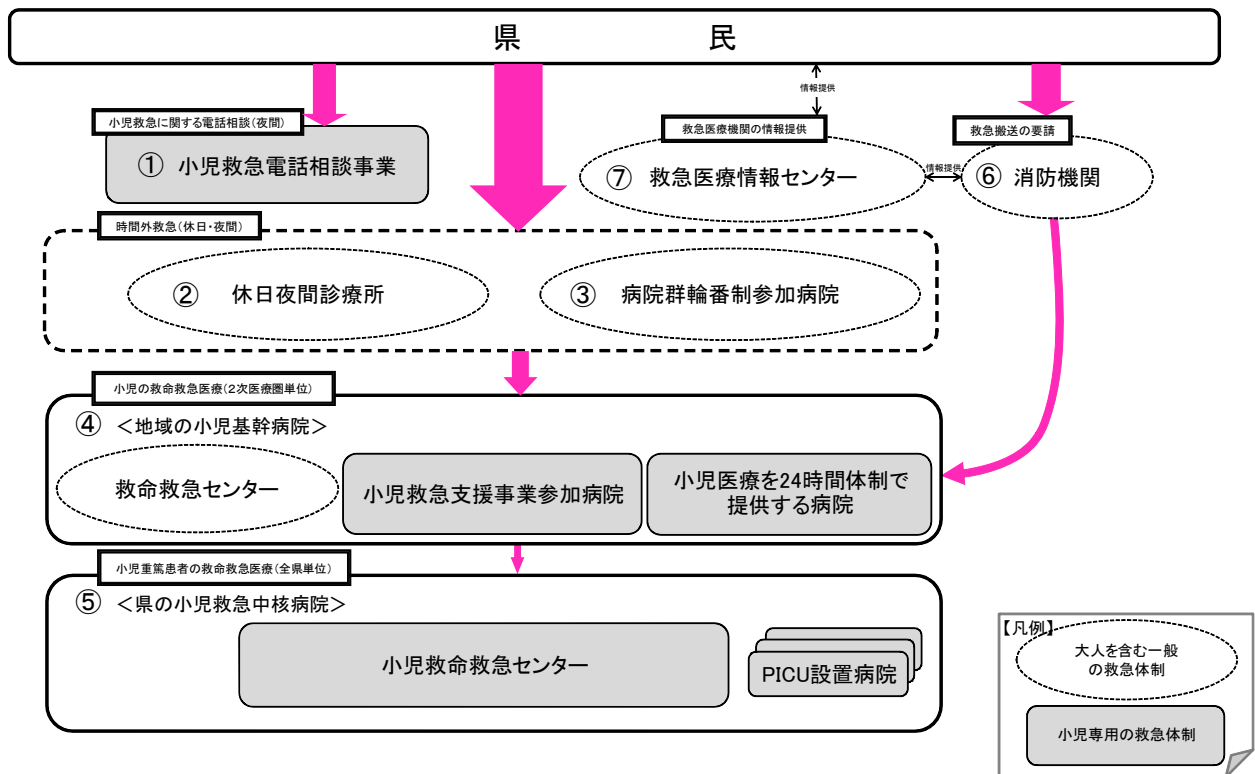 県　　　　　　民
情報提供
小児救急に関する電話相談(夜間)
① 小児救急電話相談事業
救急医療機関の情報提供
⑦ 救急医療情報センター
情報提供
救急搬送の要請
⑥ 消防機関
時間外救急(休日・夜間)
② 休日夜間診療所
③ 病院群輪番制参加病院
小児の救命救急医療(2次医療圏単位)
④ <地域の小児基幹病院>
救命救急センター
小児救急支援事業参加病院
小児医療を24時間体制で
提供する病院
小児重篤患者の救命救急医療(全県単位)
⑤ <県の小児救急中核病院>
小児救命救急センター
PICU設置病院
【凡例】
大人を含む一般
の救急体制
小児専用の救急体制